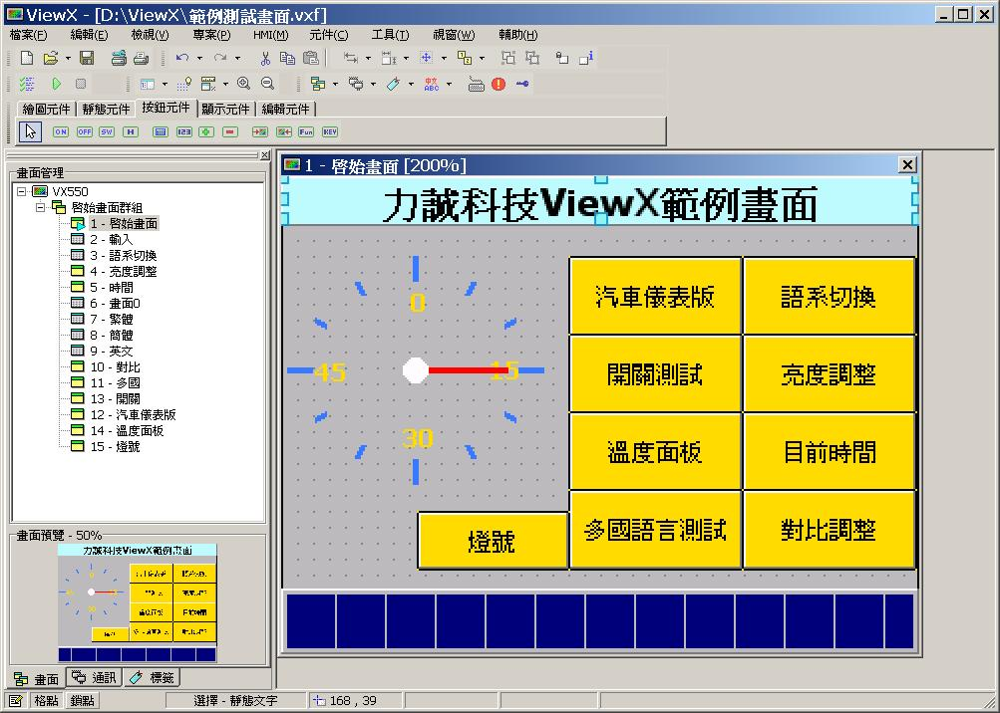 ViewX - [D:\ViewX\範例測試畫面.vxf]
檔案(F) 編輯(E) 檢視(V) 專案(P) HMI(M) 元件(C) 工具(T) 視窗(W) 輔助(H)
中文
ABC
繪圖元件 靜態元件 按鈕元件 顯示元件 編輯元件
ON OFF SW H 123 Fun KEY
畫面管理
VX550
啓始畫面群組
1 - 啓始畫面
2 - 輸入
3 - 語系切換
4 - 亮度調整
5 - 時間
6 - 畫面0
7 - 繁體
8 - 簡體
9 - 英文
10 - 對比
11 - 多國
13 - 開關
12 - 汽車儀表版
14 - 溫度面板
15 - 燈號
畫面預覽 - 50%
力誠科技ViewX範例畫面
畫面 通訊 標籤
1 - 啓始畫面 [200%]
力誠科技ViewX範例畫面
0
15
30
45
汽車儀表版 語系切換
開關測試 亮度調整
溫度面板 目前時間
燈號 多國語言測試 對比調整
格點 鎖點 選擇 - 靜態文字 168 , 39